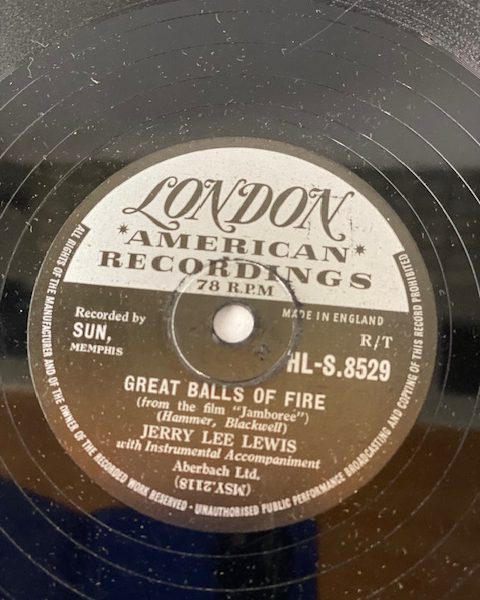 LONDON
*AMERICAN*
RECORDINGS
78 R.P.M
MADE IN ENGLAND
Recorded by
SUN,
MEMPHIS
R/T
HL-S.8529
GREAT BALLS OF FIRE
(from the film "Jamboree")
(Hammer, Blackwell)
JERRY LEE LEWIS
with Instrumental Accompaniment
Aberbach Ltd.
(MSY.2118)
ALL RIGHTS OF THE MANUFACTURER AND OF THE OWNER OF THE RECORDED WORK RESERVED · UNAUTHORISED PUBLIC PERFORMANCE BROADCASTING AND COPYING OF THIS RECORD PROHIBITED